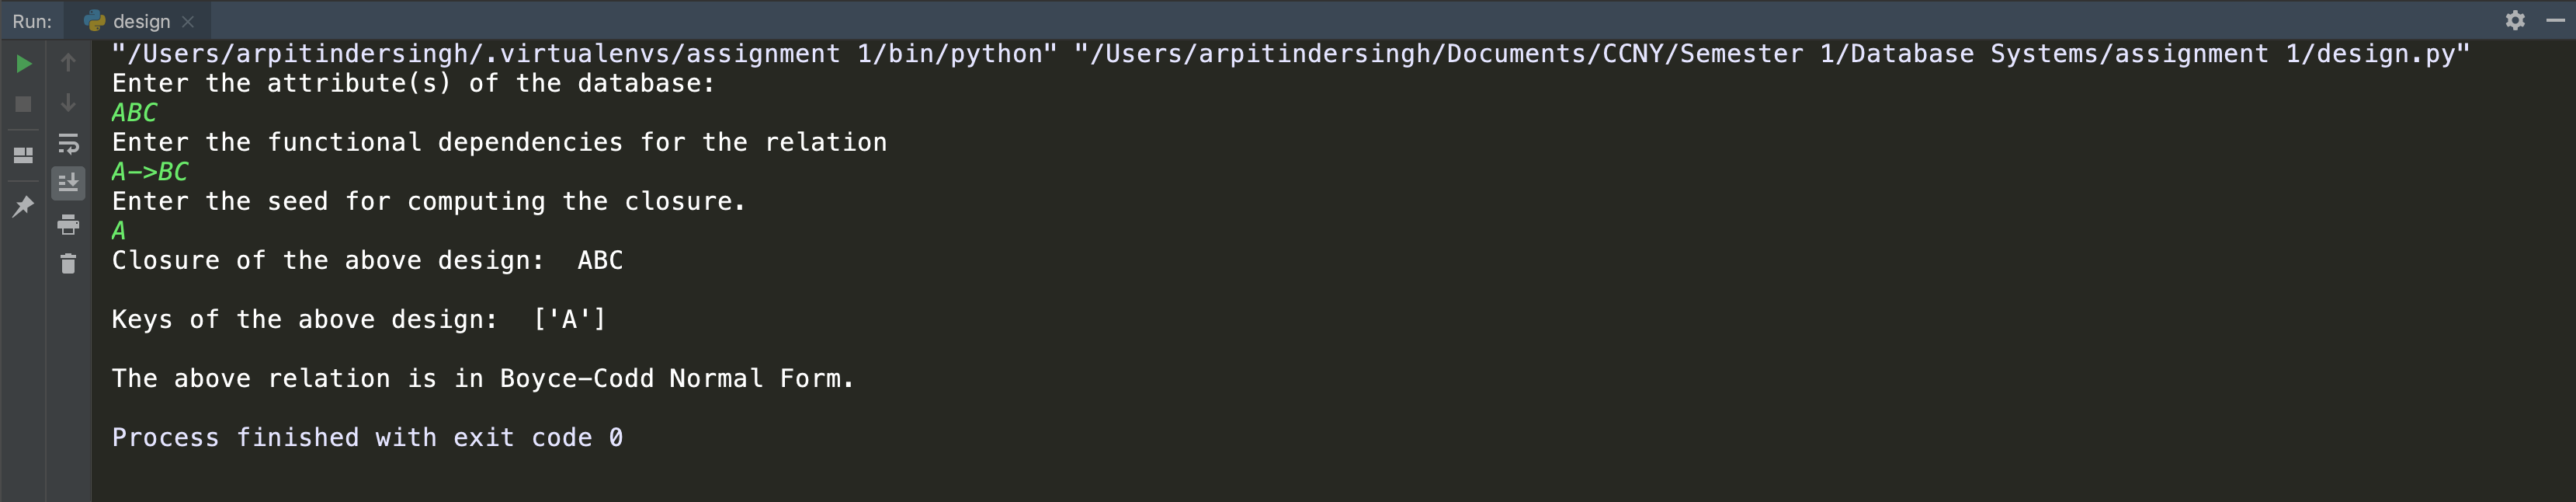 Run: design
"/Users/arpitindersingh/.virtualenvs/assignment 1/bin/python" "/Users/arpitindersingh/Documents/CCNY/Semester 1/Database Systems/assignment 1/design.py"
Enter the attribute(s) of the database:
ABC
Enter the functional dependencies for the relation
A->BC
Enter the seed for computing the closure.
A
Closure of the above design:  ABC
Keys of the above design:  ['A']
The above relation is in Boyce-Codd Normal Form.
Process finished with exit code 0